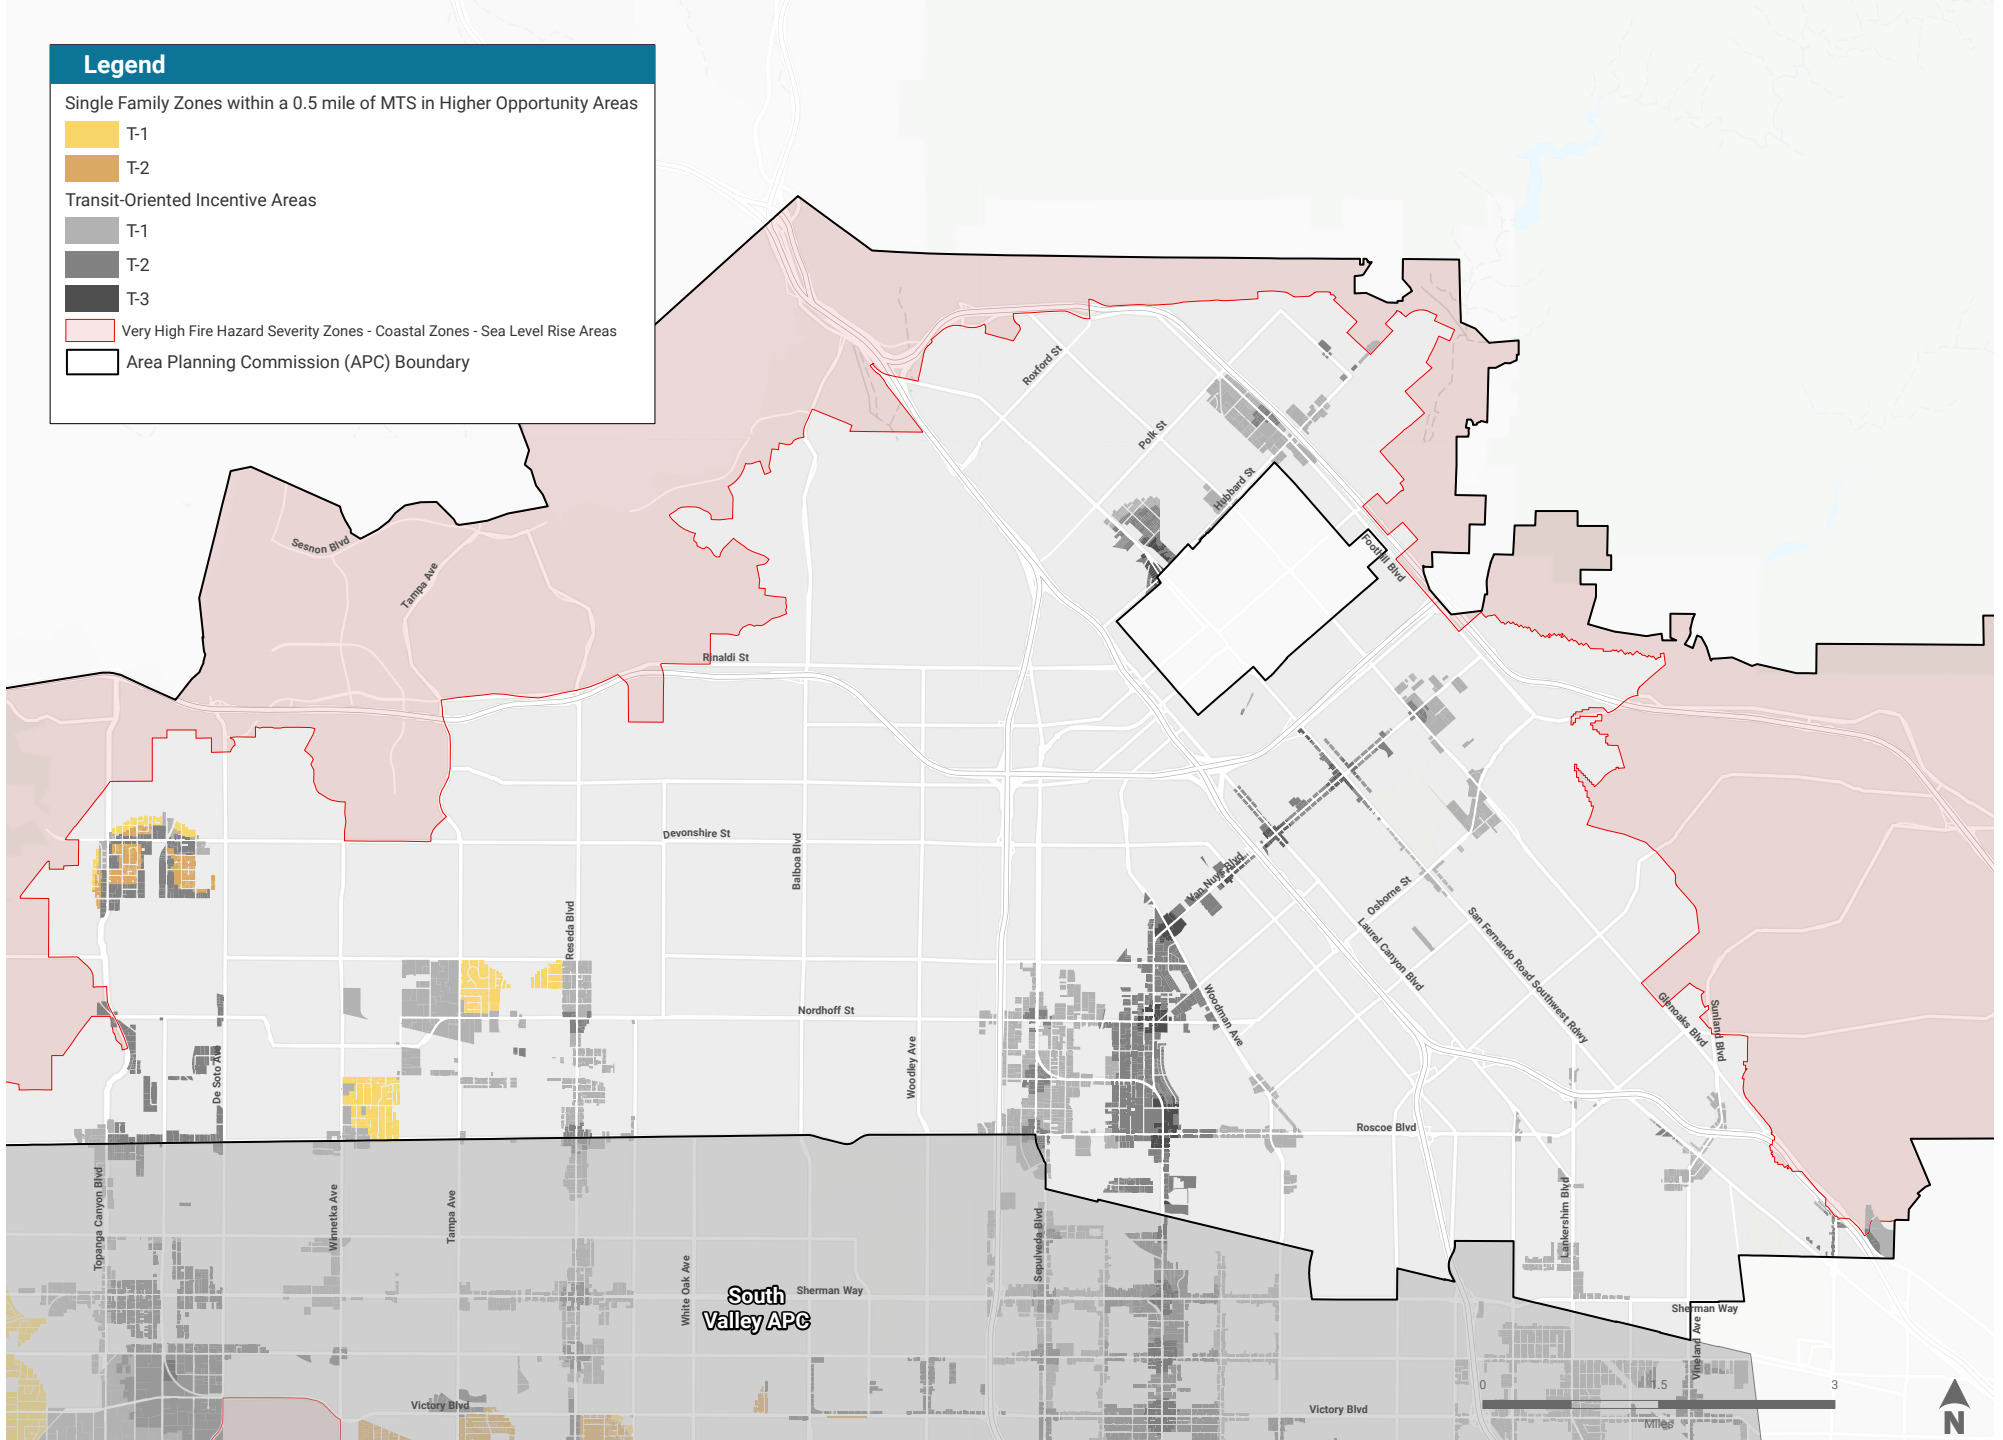 Legend
Single Family Zones within a 0.5 mile of MTS in Higher Opportunity Areas
T-1
T-2
Transit-Oriented Incentive Areas
T-1
T-2
T-3
Very High Fire Hazard Severity Zones - Coastal Zones - Sea Level Rise Areas
Area Planning Commission (APC) Boundary
Roxford St
Polk St
Hubbard St
Foothill Blvd
Sesnon Blvd
Tampa Ave
Rinaldi St
Devonshire St
Balboa Blvd
Van Nuys Blvd
Osborne St
Reseda Blvd
Laurel Canyon Blvd
San Fernando Road Southwest Rdwy
Nordhoff St
Woodman Ave
Glenoaks Blvd
Sunland Blvd
De Soto Ave
Woodley Ave
Roscoe Blvd
Topanga Canyon Blvd
Winnetka Ave
Tampa Ave
White Oak Ave
Sepulveda Blvd
Lankershim Blvd
South
Valley APC
Sherman Way
Sherman Way
Vineland Ave
Victory Blvd
Victory Blvd
0
1.5
3
Miles
N